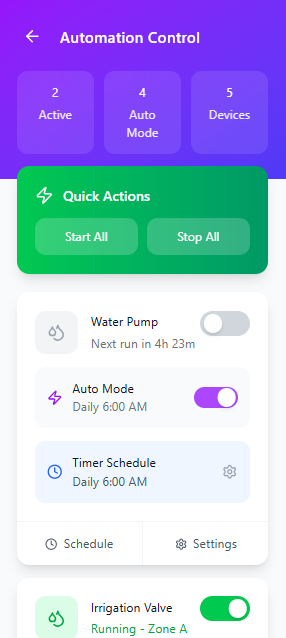 Automation Control
2
Active
4
Auto
Mode
5
Devices
Quick Actions
Start All
Stop All
Water Pump
Next run in 4h 23m
Auto Mode
Daily 6:00 AM
Timer Schedule
Daily 6:00 AM
Schedule
Settings
Irrigation Valve
Running - Zone A